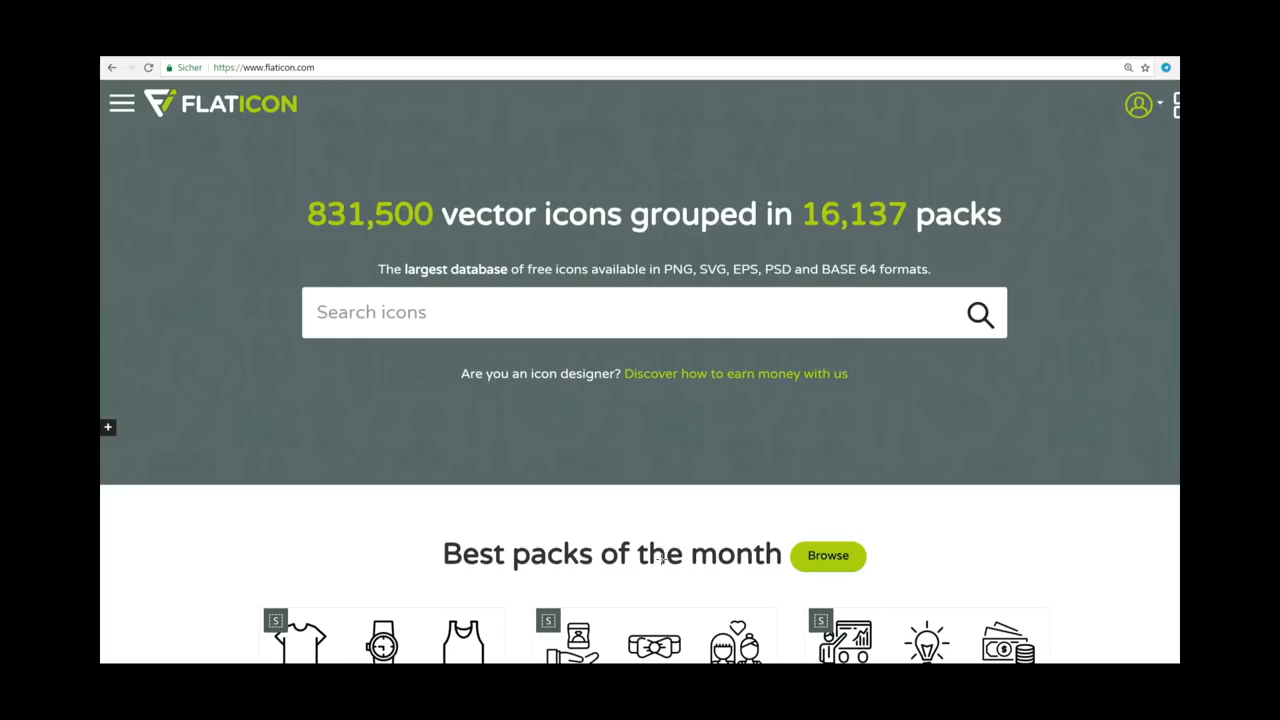 Sicher https://www.flaticon.com
FLATICON
831,500 vector icons grouped in 16,137 packs
The largest database of free icons available in PNG, SVG, EPS, PSD and BASE 64 formats.
Search icons
Are you an icon designer? Discover how to earn money with us
+
Best packs of the month
Browse
S
S
S